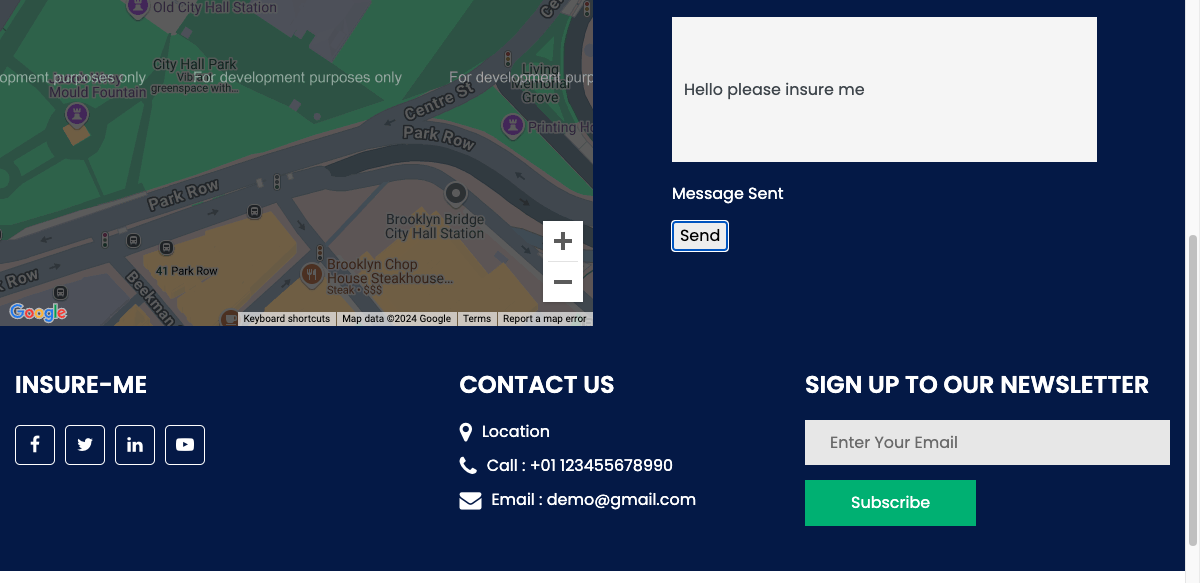 Old City Hall Station
Ce
City Hall Park
Vib
greenspace with...
opment purposes only
For development purposes only
For development purp
Mould Fountain
Living
Memorial
Grove
Centre St
Park Row
Printing Ho
Park Row
Brooklyn Bridge
City Hall Station
41 Park Row
Brooklyn Chop
House Steakhouse...
Steak • $$$
k Row
Beekman
+
−
Google
Keyboard shortcuts
Map data ©2024 Google
Terms
Report a map error
Hello please insure me
Message Sent
Send
INSURE-ME
CONTACT US
Location
Call : +01 123455678990
Email : demo@gmail.com
SIGN UP TO OUR NEWSLETTER
Enter Your Email
Subscribe